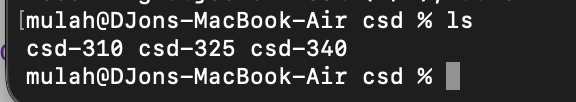 [mulah@DJons-MacBook-Air csd % ls
csd-310 csd-325 csd-340
mulah@DJons-MacBook-Air csd %